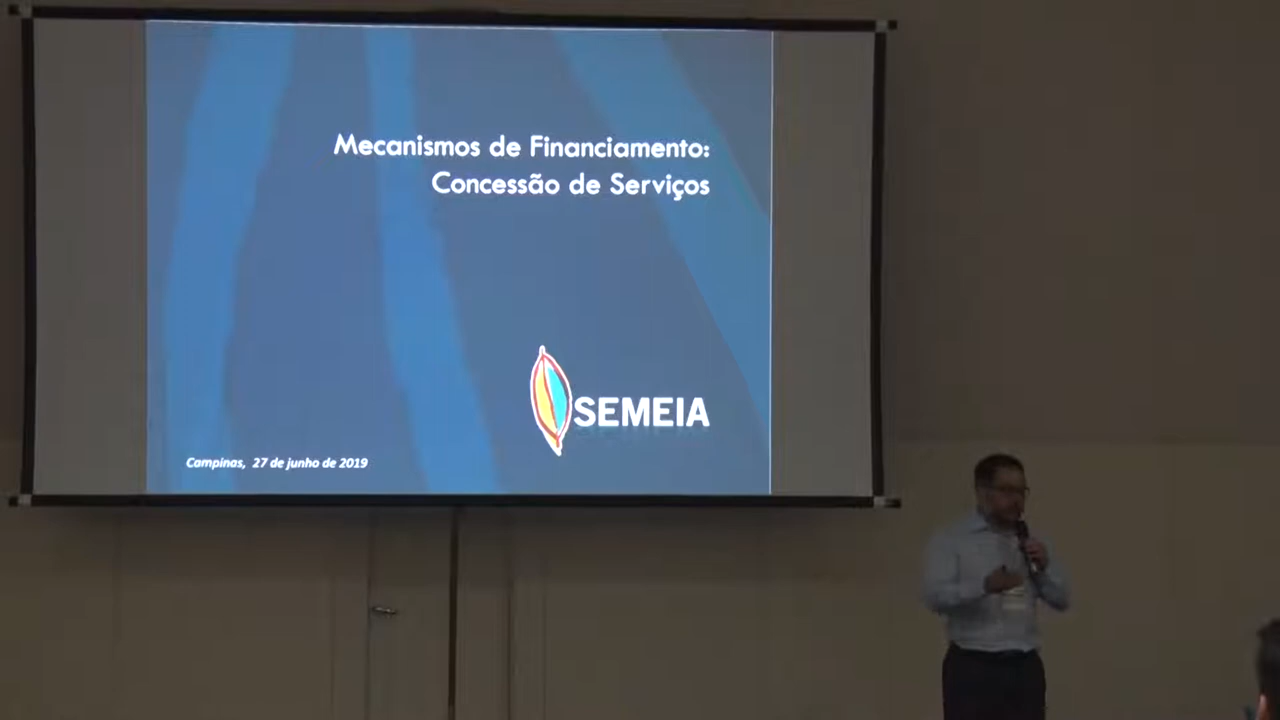 Mecanismos de Financiamento:
Concessão de Serviços
SEMEIA
Campinas, 27 de junho de 2019